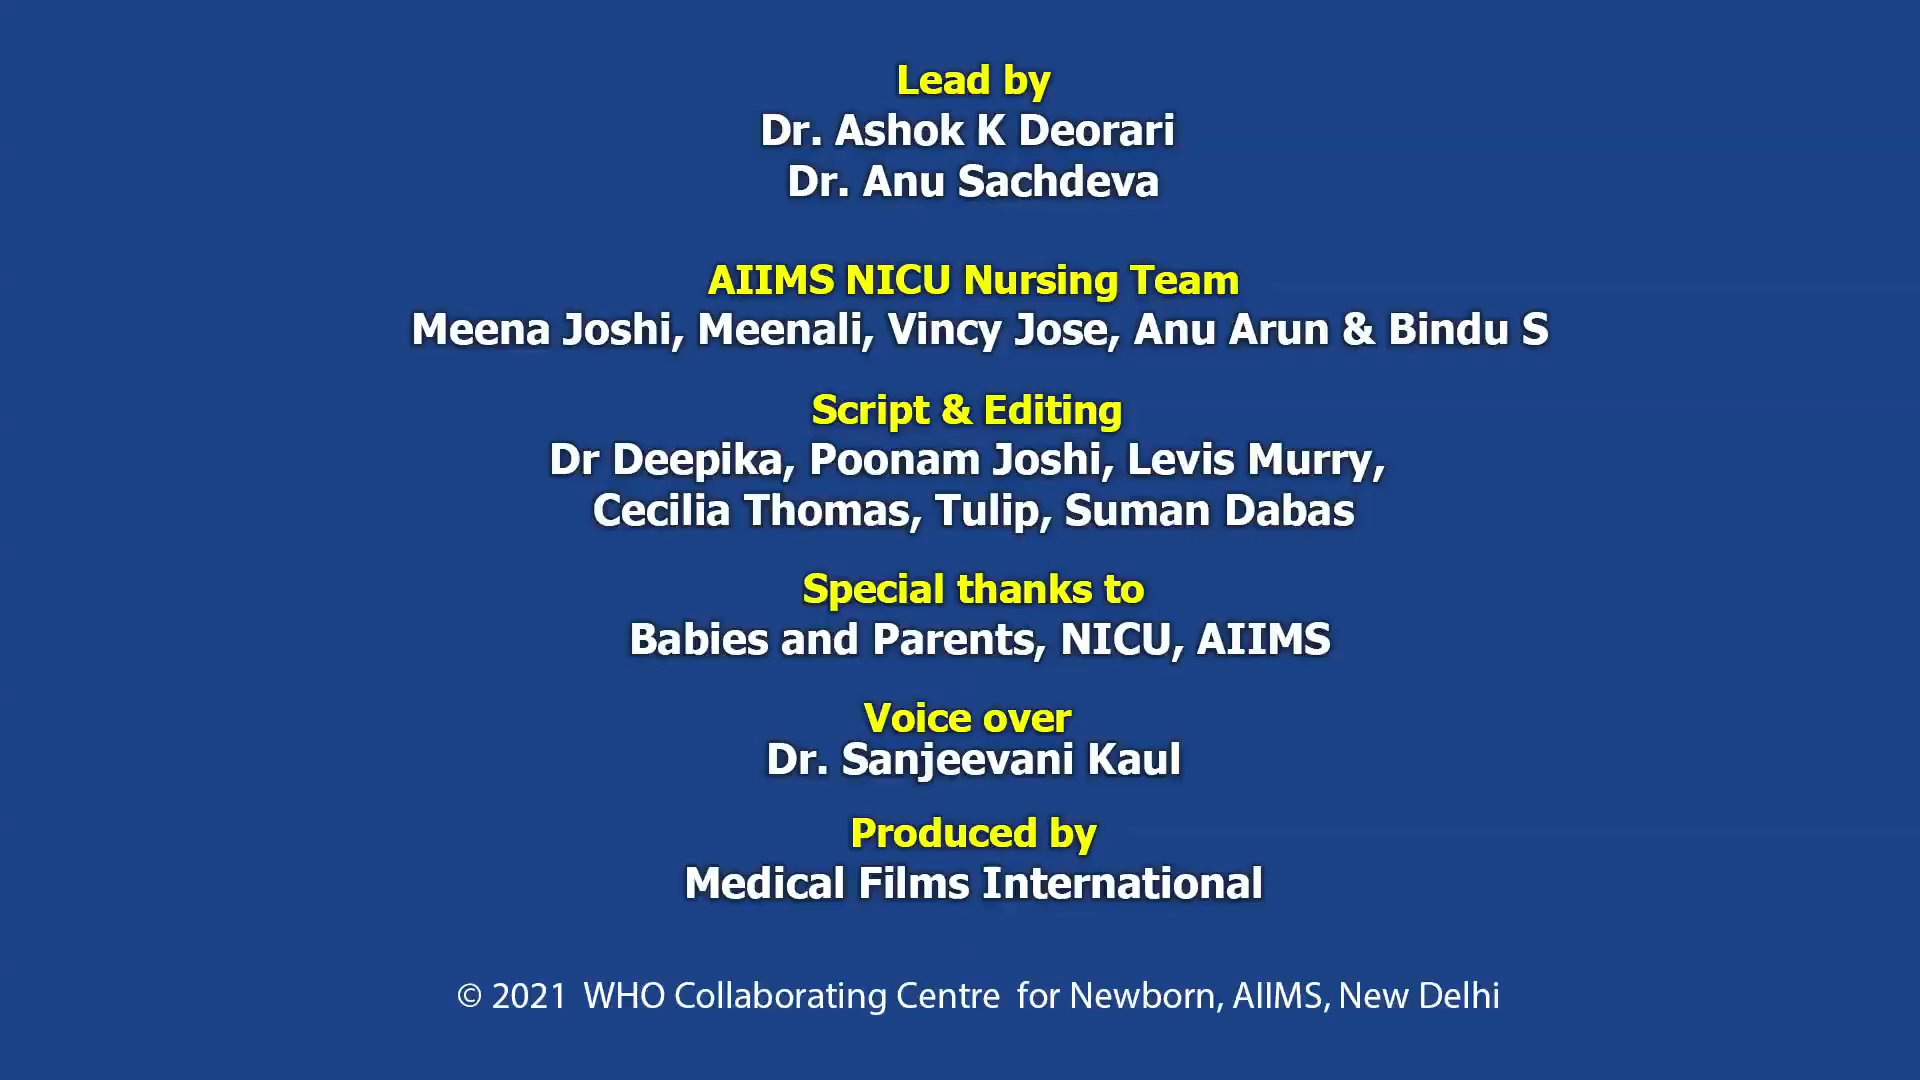 Lead by
Dr. Ashok K Deorari
Dr. Anu Sachdeva
AIIMS NICU Nursing Team
Meena Joshi, Meenali, Vincy Jose, Anu Arun & Bindu S
Script & Editing
Dr Deepika, Poonam Joshi, Levis Murry,
Cecilia Thomas, Tulip, Suman Dabas
Special thanks to
Babies and Parents, NICU, AIIMS
Voice over
Dr. Sanjeevani Kaul
Produced by
Medical Films International
© 2021 WHO Collaborating Centre for Newborn, AIIMS, New Delhi